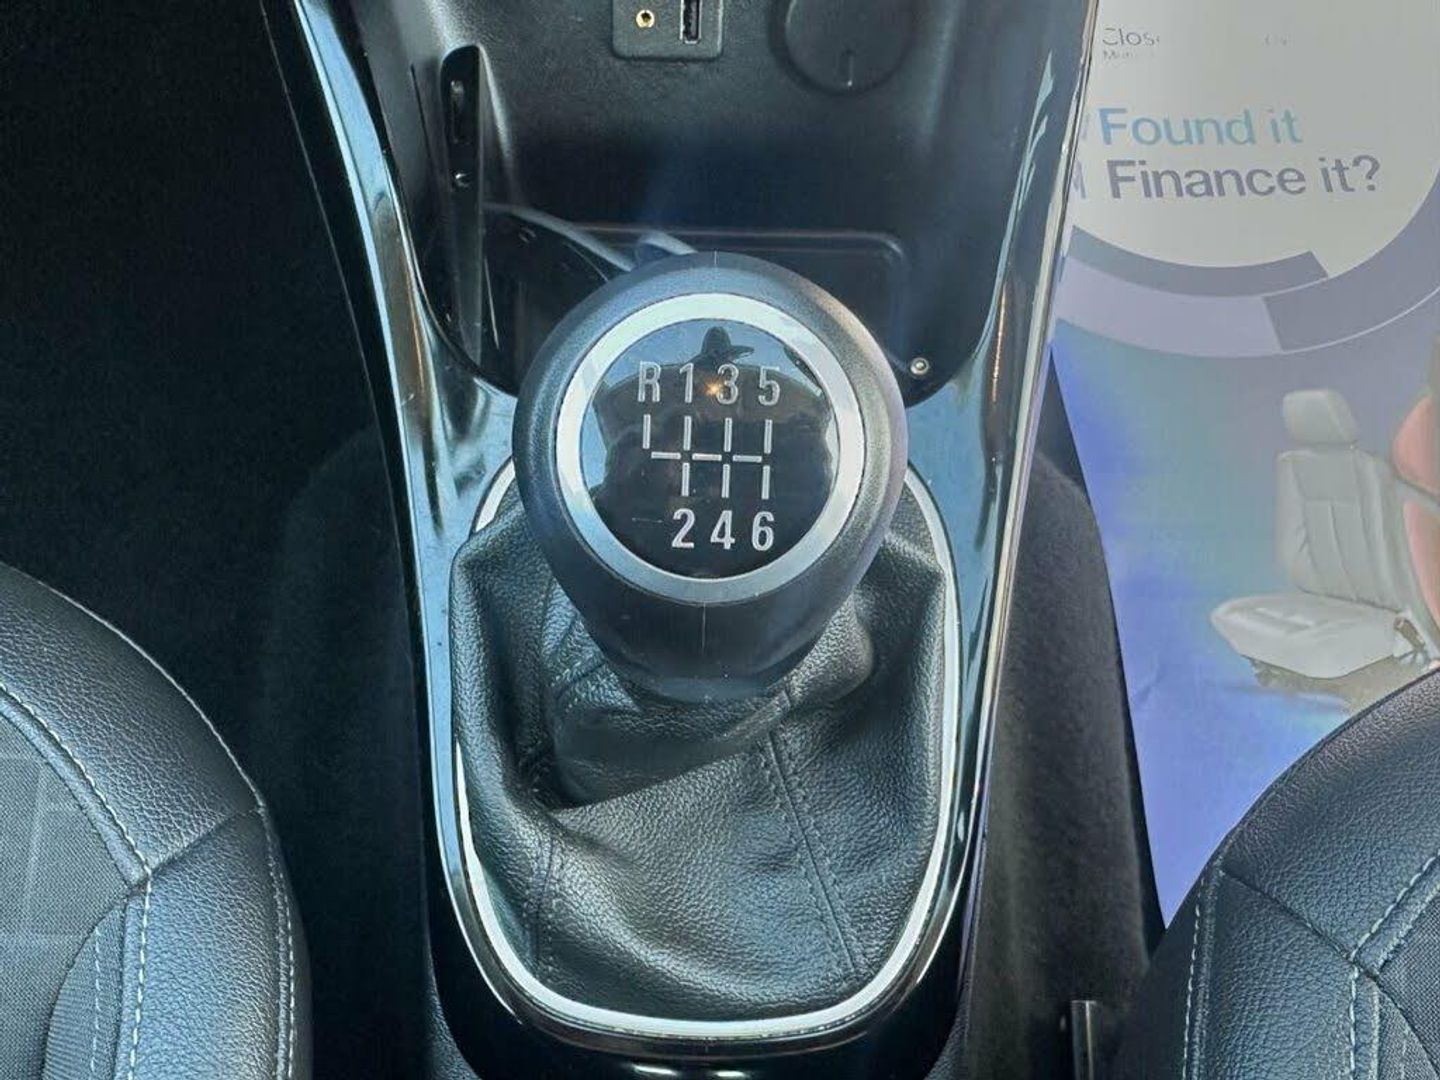 Found it
Finance it?
R 1 3 5
2 4 6